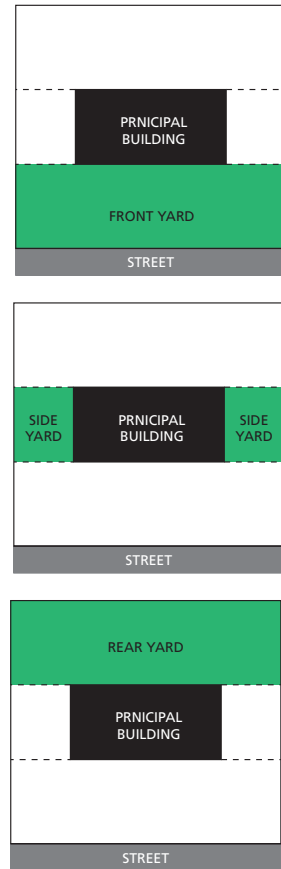 PRNICIPAL
BUILDING
FRONT YARD
STREET
SIDE
YARD
PRNICIPAL
BUILDING
SIDE
YARD
STREET
REAR YARD
PRNICIPAL
BUILDING
STREET